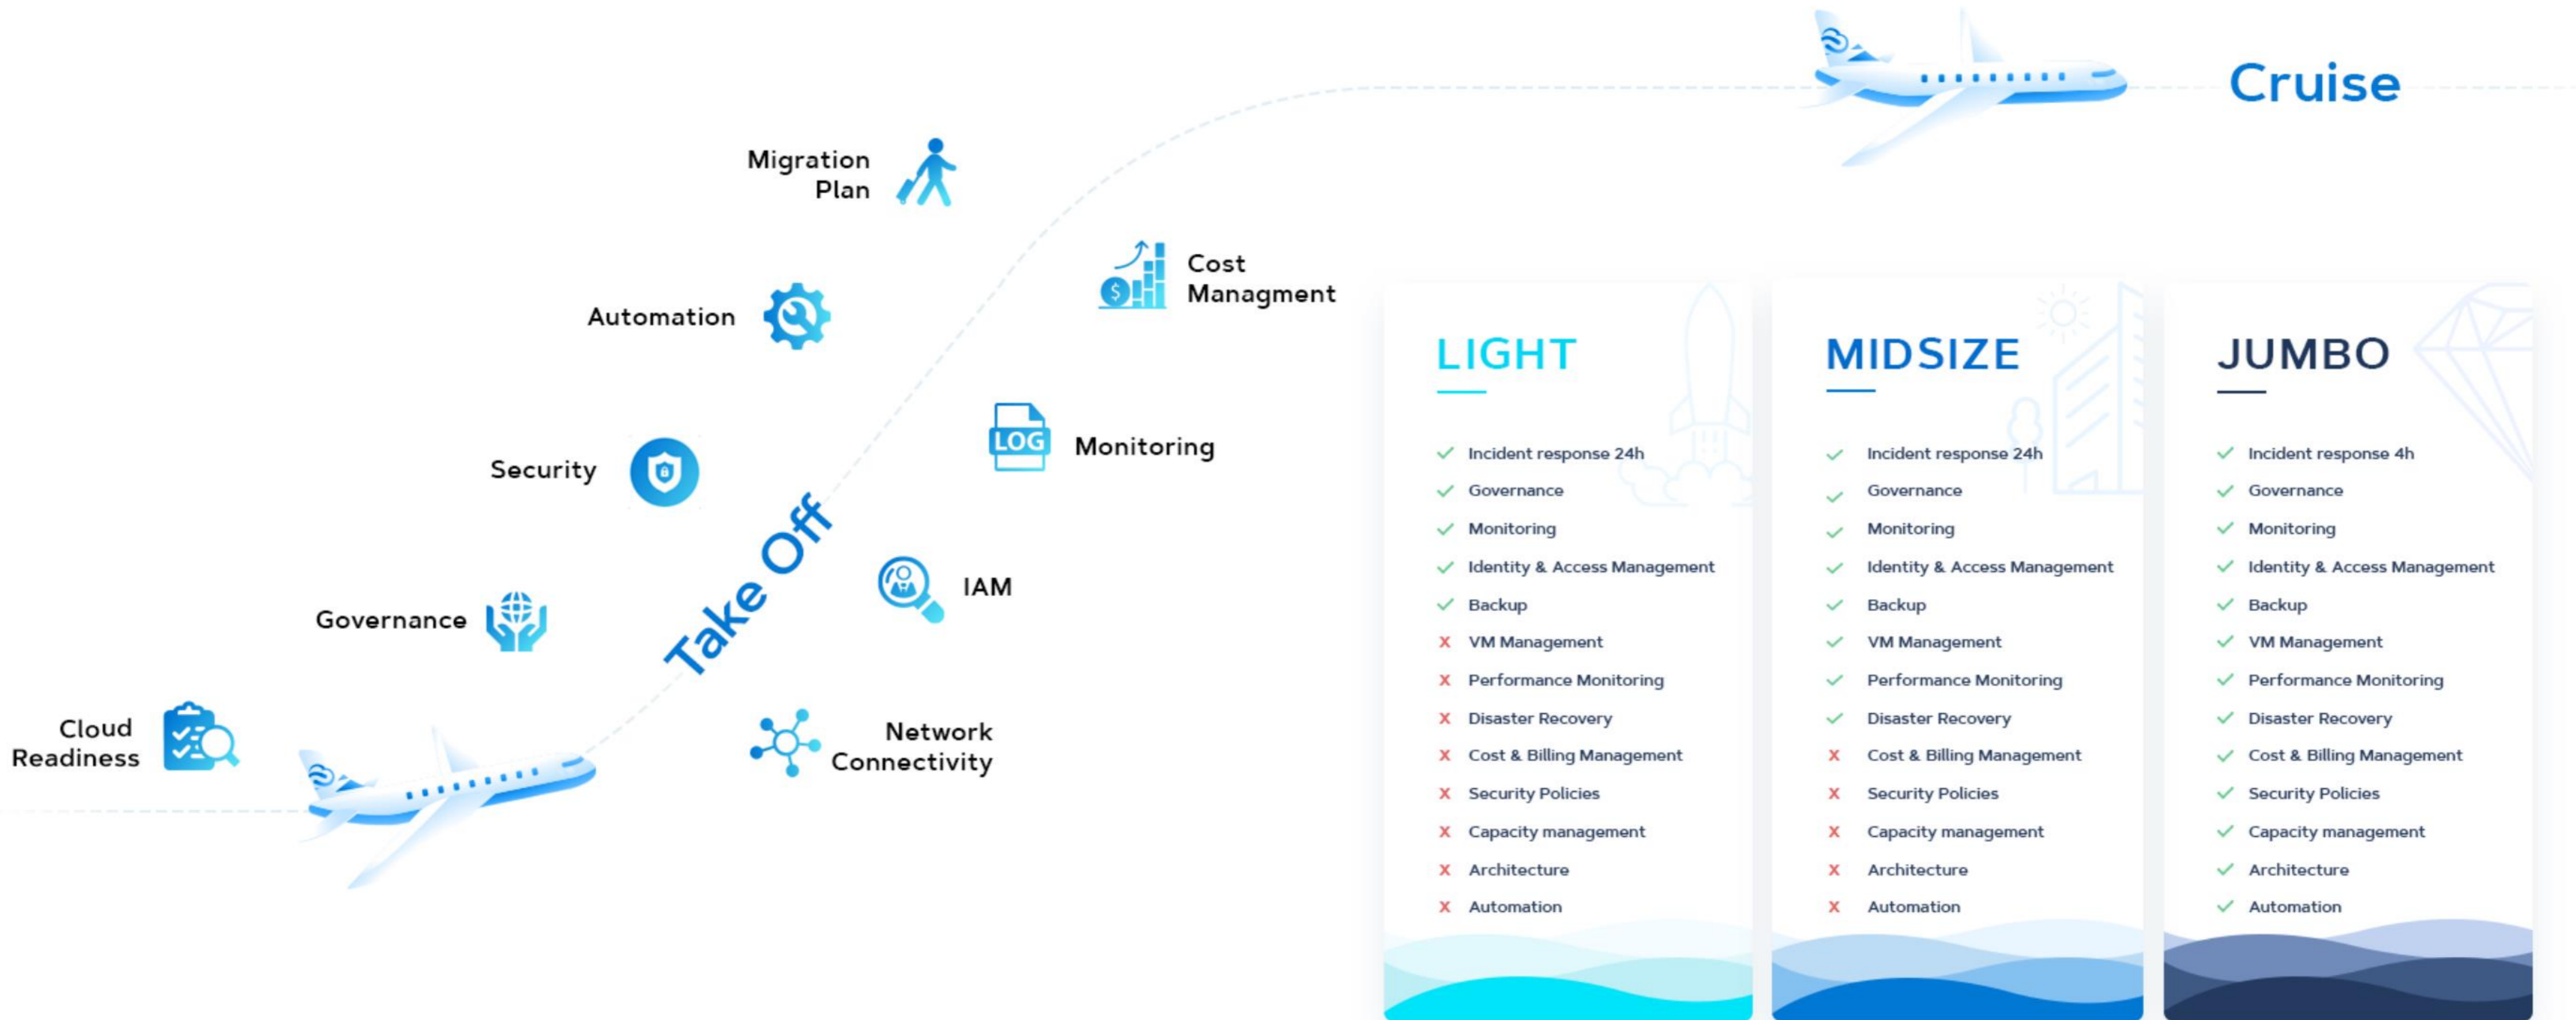 Cruise
Migration
Plan
Cost
Managment
Automation
LOG
Monitoring
Security
Take Off
IAM
Governance
Cloud
Readiness
Network
Connectivity
$
LIGHT
Incident response 24h
Governance
Monitoring
Identity & Access Management
Backup
X VM Management
X Performance Monitoring
X Disaster Recovery
X Cost & Billing Management
X Security Policies
X Capacity management
X Architecture
X Automation
MIDSIZE
Incident response 24h
Governance
Monitoring
Identity & Access Management
Backup
VM Management
Performance Monitoring
Disaster Recovery
X Cost & Billing Management
X Security Policies
X Capacity management
X Architecture
X Automation
JUMBO
Incident response 4h
Governance
Monitoring
Identity & Access Management
Backup
VM Management
Performance Monitoring
Disaster Recovery
Cost & Billing Management
Security Policies
Capacity management
Architecture
Automation